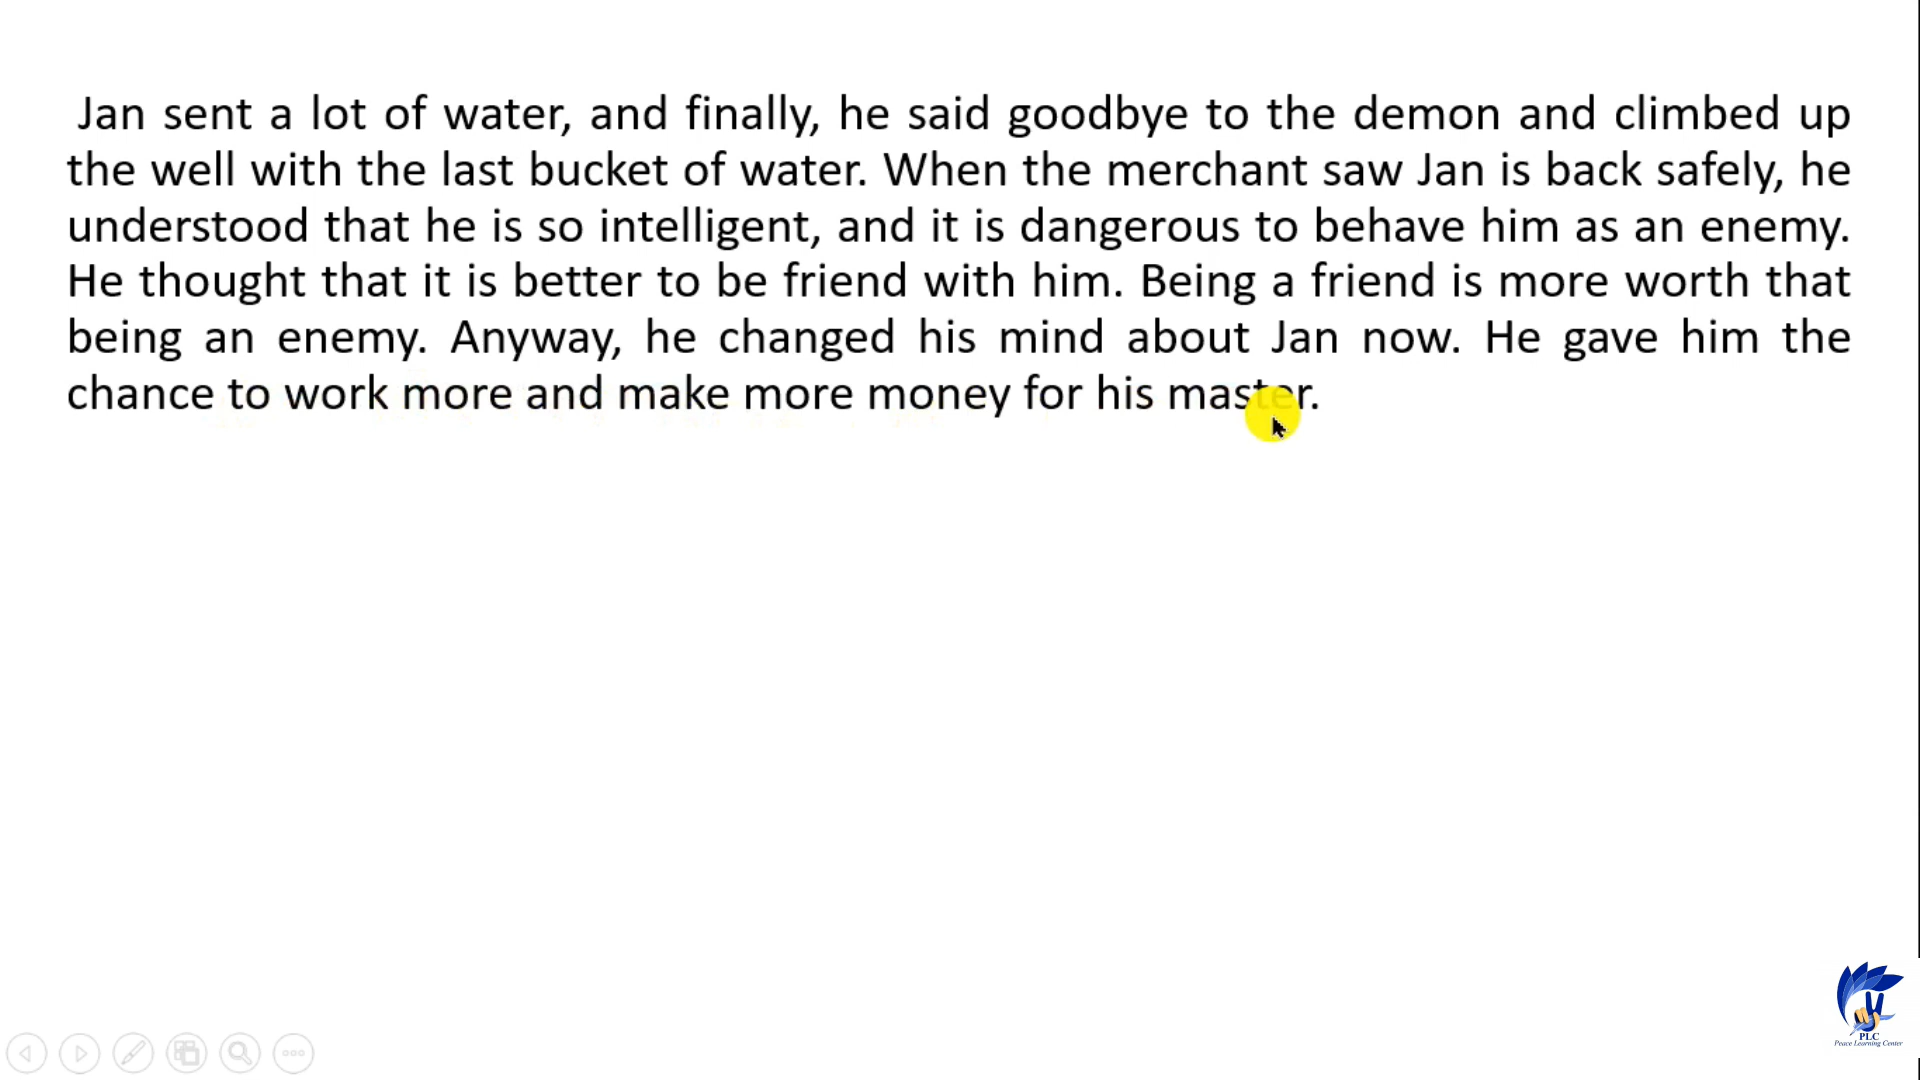 Jan sent a lot of water, and finally, he said goodbye to the demon and climbed up
the well with the last bucket of water. When the merchant saw Jan is back safely, he
understood that he is so intelligent, and it is dangerous to behave him as an enemy.
He thought that it is better to be friend with him. Being a friend is more worth that
being an enemy. Anyway, he changed his mind about Jan now. He gave him the
chance to work more and make more money for his master.
PLC
Peace Learning Center